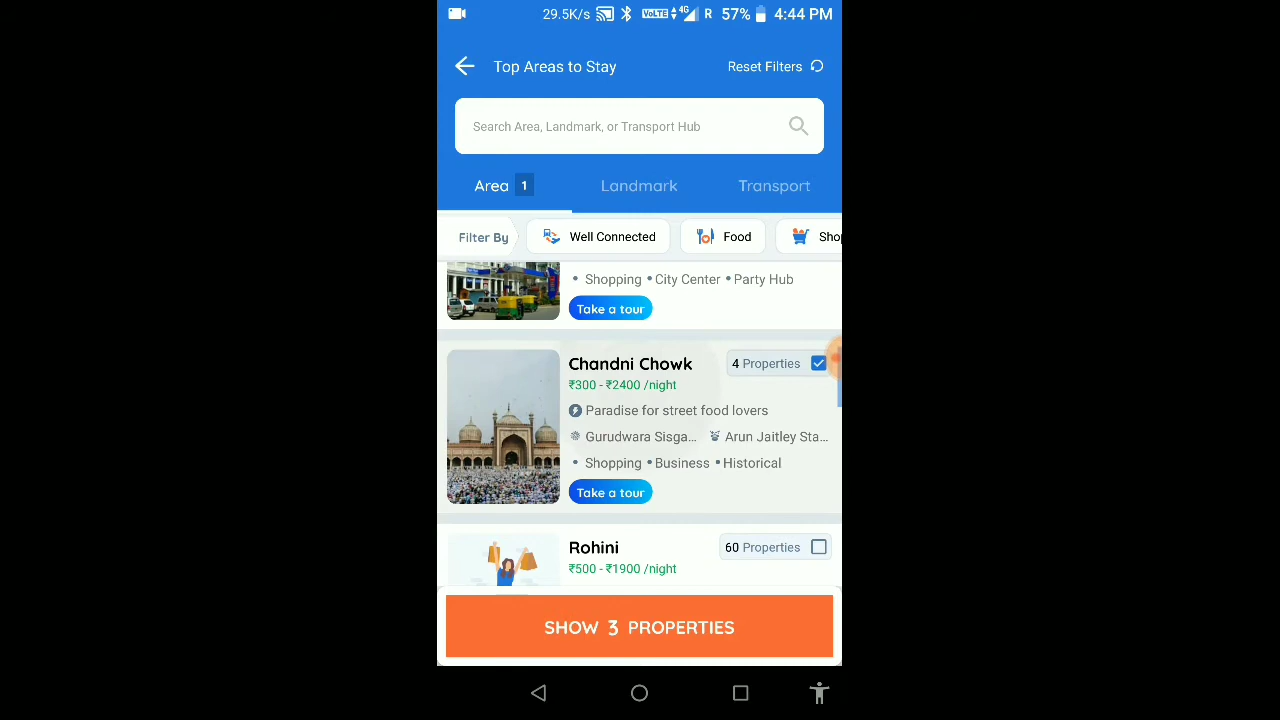 29.5K/s VoLTE 4G R 57% 4:44 PM
Top Areas to Stay Reset Filters
Search Area, Landmark, or Transport Hub
Area 1 Landmark Transport
Filter By Well Connected Food Shop
• Shopping • City Center • Party Hub
Take a tour
Chandni Chowk 4 Properties
₹300 - ₹2400 /night
Paradise for street food lovers
Gurudwara Sisga... Arun Jaitley Sta...
• Shopping • Business • Historical
Take a tour
Rohini 60 Properties
₹500 - ₹1900 /night
SHOW 3 PROPERTIES